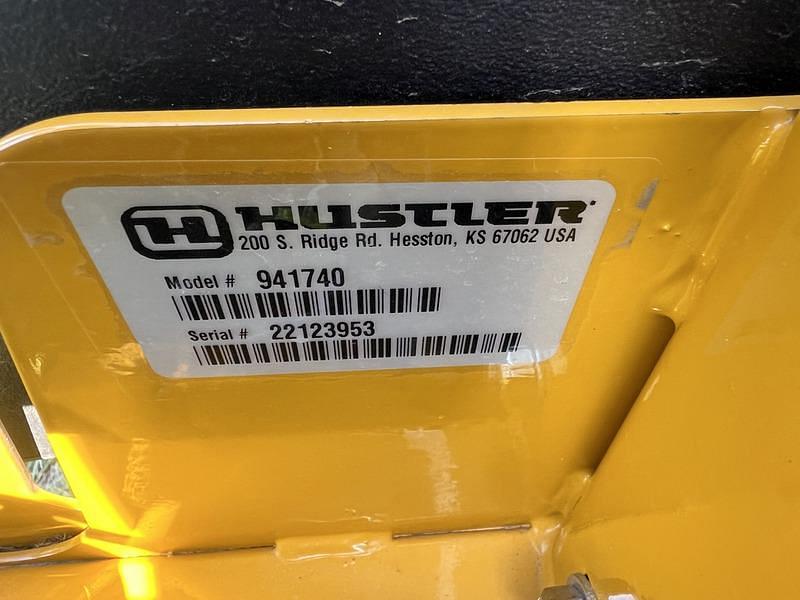 H HUSTLER
200 S. Ridge Rd. Hesston, KS 67062 USA
Model # 941740
Serial # 22123953